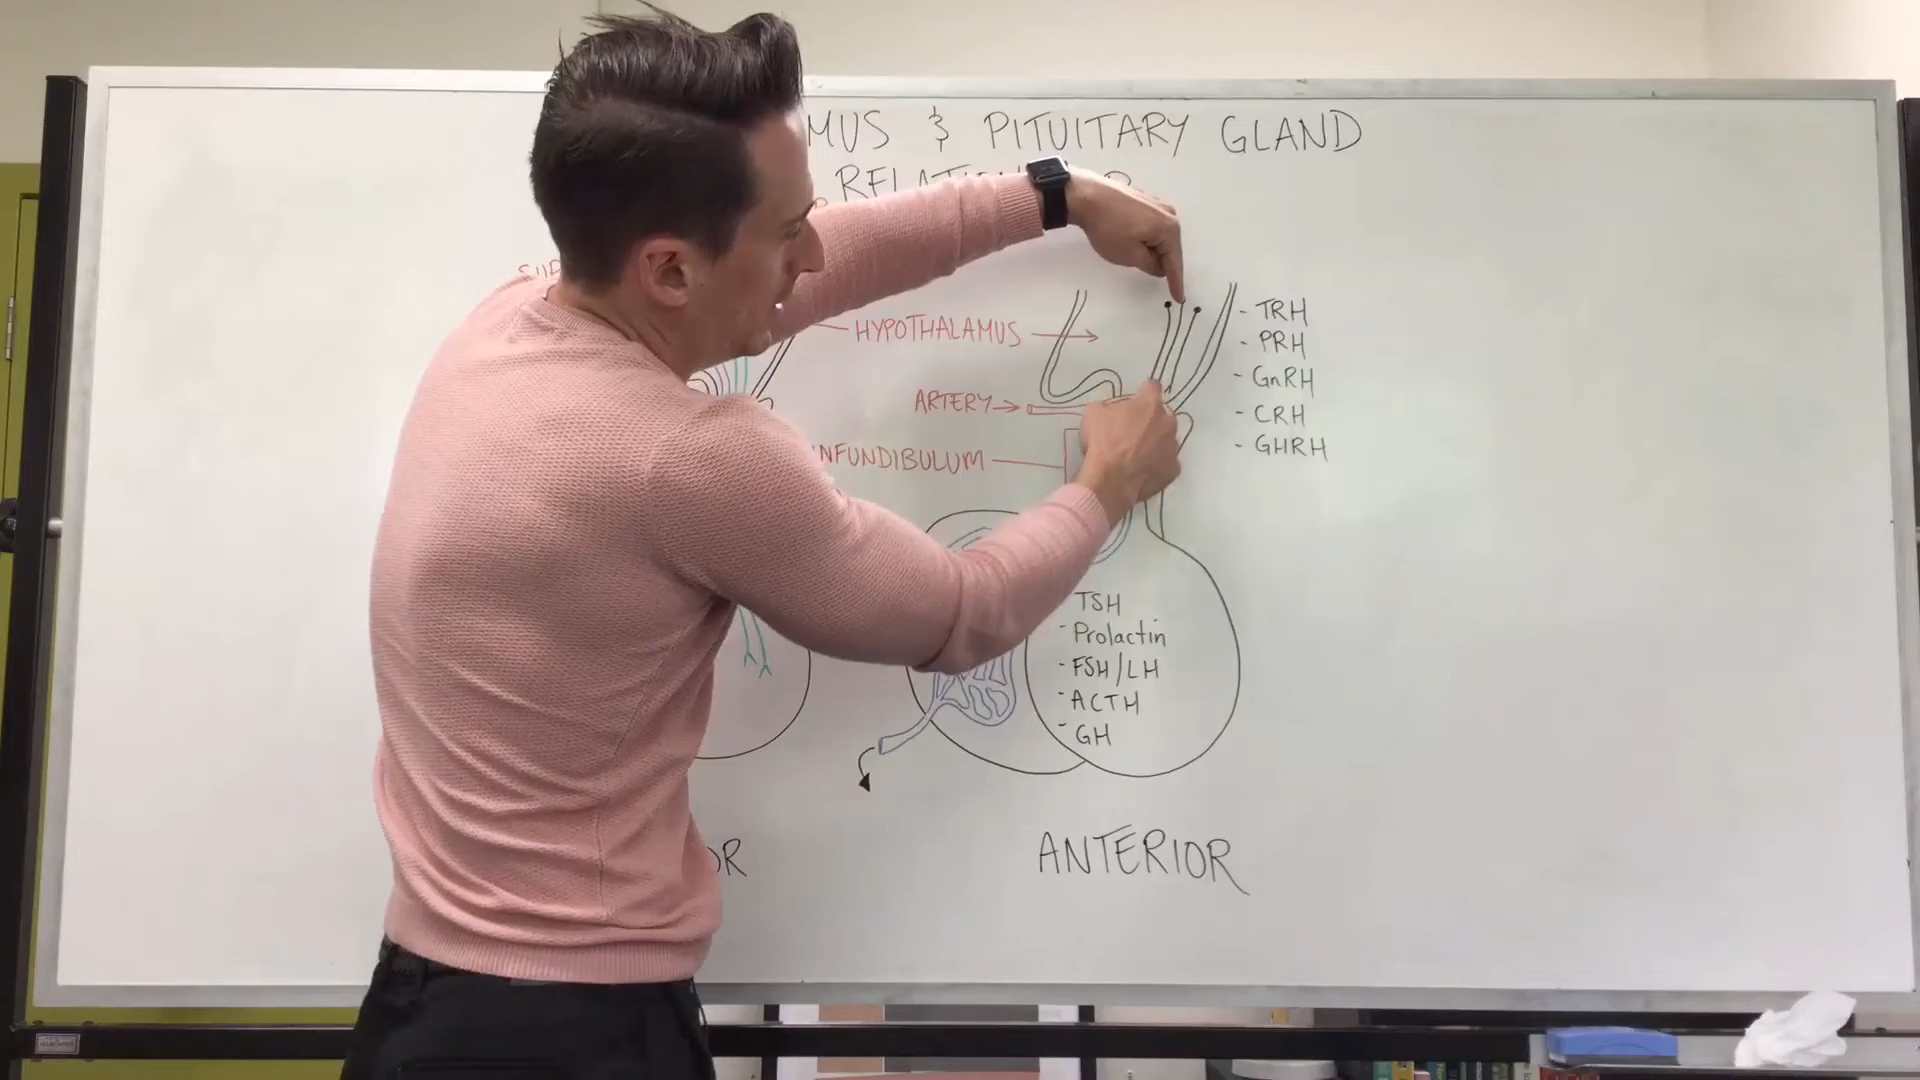 MUS & PITUITARY GLAND
HYPOTHALAMUS
ARTERY
NFUNDIBULUM
- TRH
- PRH
- GnRH
- CRH
- GHRH
TSH
- Prolactin
- FSH/LH
- ACTH
- GH
OR
ANTERIOR